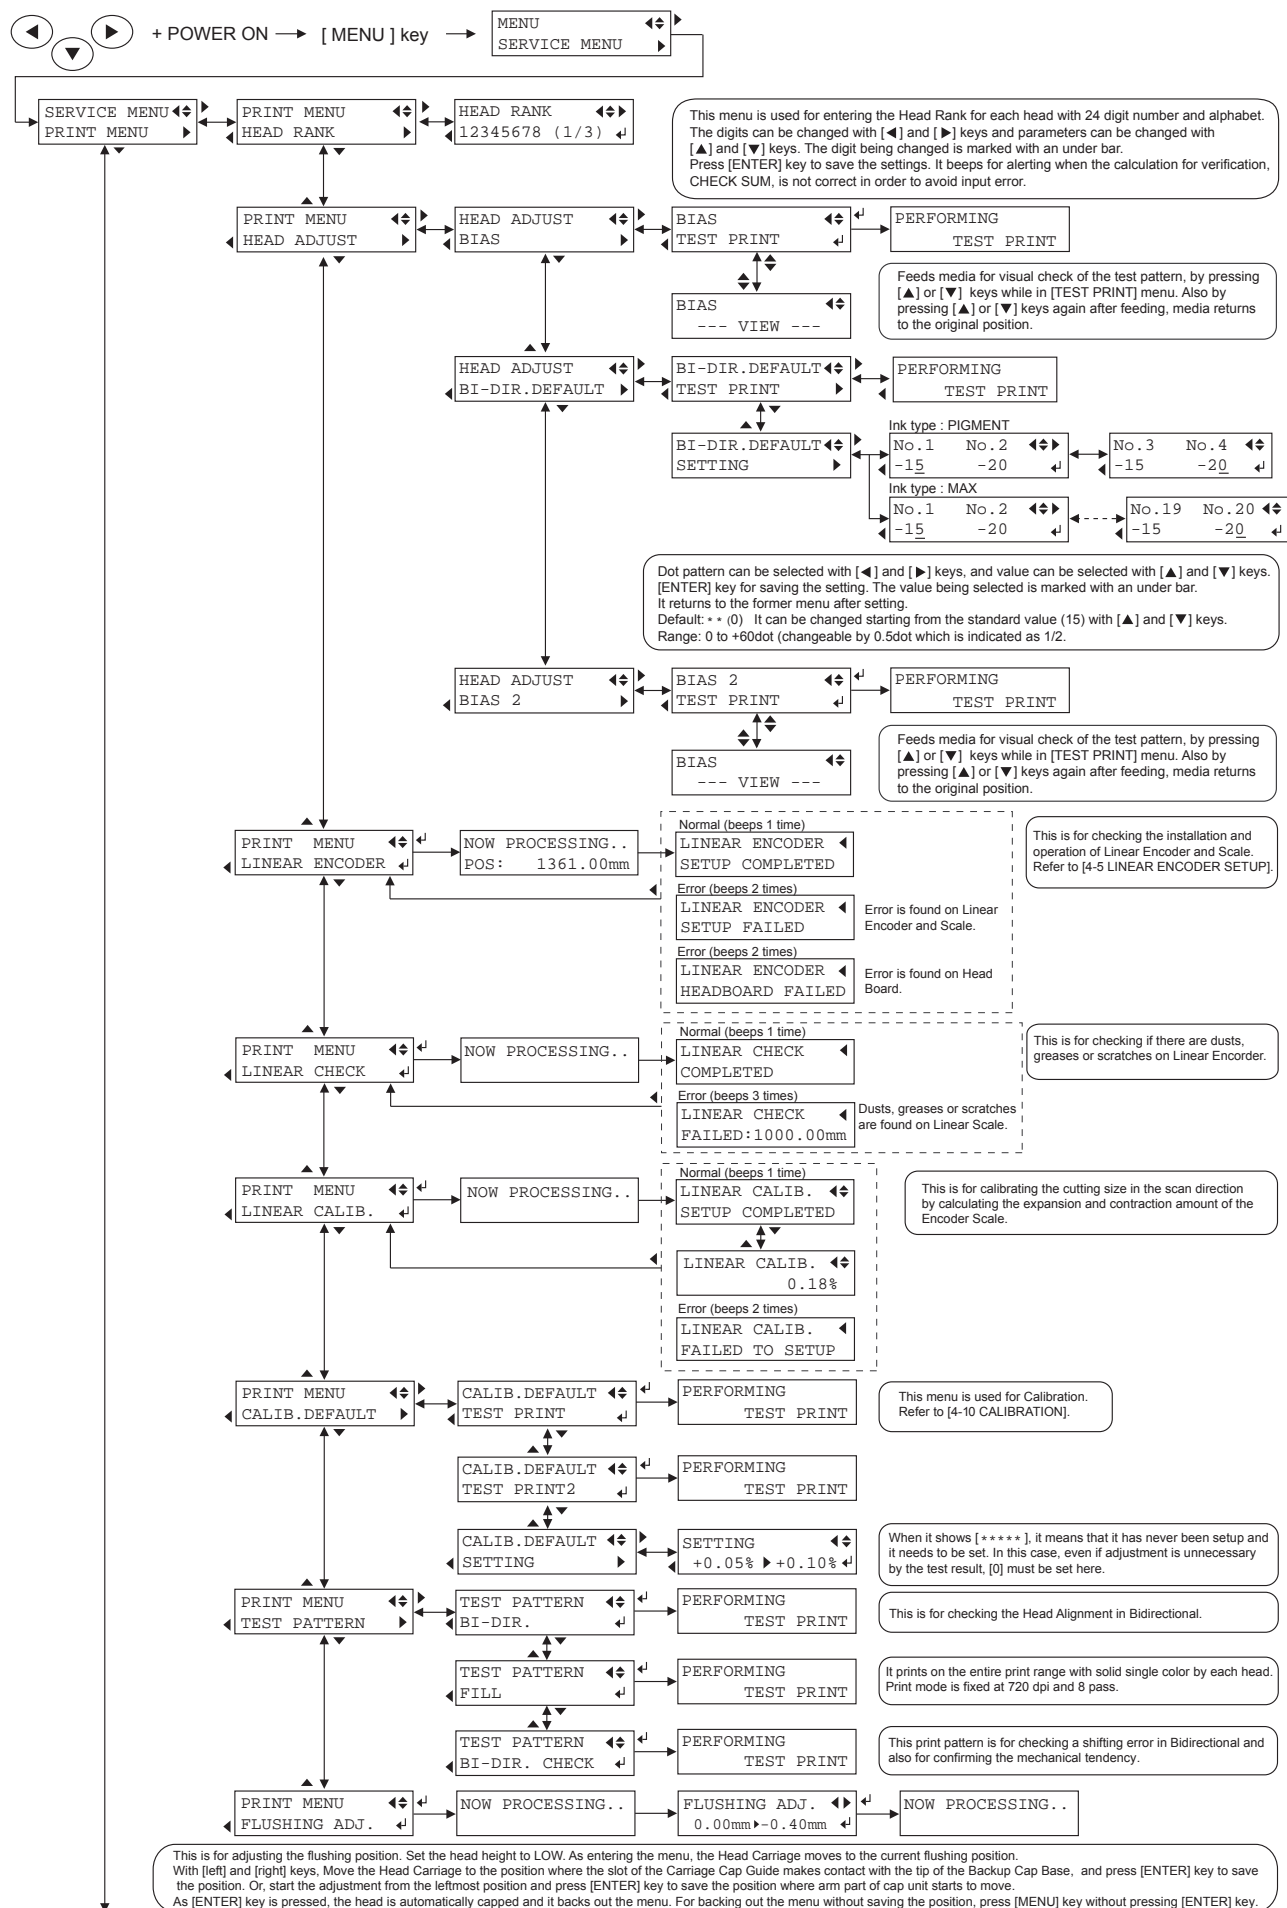 + POWER ON [ MENU ] key
MENU
SERVICE MENU
SERVICE MENU
PRINT MENU
PRINT MENU
HEAD RANK
HEAD RANK
12345678 (1/3)
This menu is used for entering the Head Rank for each head with 24 digit number and alphabet.
The digits can be changed with [◀] and [▶] keys and parameters can be changed with
[▲] and [▼] keys. The digit being changed is marked with an under bar.
Press [ENTER] key to save the settings. It beeps for alerting when the calculation for verification,
CHECK SUM, is not correct in order to avoid input error.
PRINT MENU
HEAD ADJUST
HEAD ADJUST
BIAS
BIAS
TEST PRINT
PERFORMING
TEST PRINT
BIAS
--- VIEW ---
Feeds media for visual check of the test pattern, by pressing
[▲] or [▼] keys while in [TEST PRINT] menu. Also by
pressing [▲] or [▼] keys again after feeding, media returns
to the original position.
HEAD ADJUST
BI-DIR.DEFAULT
BI-DIR.DEFAULT
TEST PRINT
PERFORMING
TEST PRINT
BI-DIR.DEFAULT
SETTING
Ink type : PIGMENT
No.1 No.2
-15 -20
No.3 No.4
-15 -20
Ink type : MAX
No.1 No.2
-15 -20
No.19 No.20
-15 -20
Dot pattern can be selected with [◀] and [▶] keys, and value can be selected with [▲] and [▼] keys.
[ENTER] key for saving the setting. The value being selected is marked with an under bar.
It returns to the former menu after setting.
Default: * * (0) It can be changed starting from the standard value (15) with [▲] and [▼] keys.
Range: 0 to +60dot (changeable by 0.5dot which is indicated as 1/2.
HEAD ADJUST
BIAS 2
BIAS 2
TEST PRINT
PERFORMING
TEST PRINT
BIAS
--- VIEW ---
Feeds media for visual check of the test pattern, by pressing
[▲] or [▼] keys while in [TEST PRINT] menu. Also by
pressing [▲] or [▼] keys again after feeding, media returns
to the original position.
PRINT MENU
LINEAR ENCODER
NOW PROCESSING..
POS: 1361.00mm
Normal (beeps 1 time)
LINEAR ENCODER
SETUP COMPLETED
Error (beeps 2 times)
LINEAR ENCODER
SETUP FAILED
Error is found on Linear
Encoder and Scale.
Error (beeps 2 times)
LINEAR ENCODER
HEADBOARD FAILED
Error is found on Head
Board.
This is for checking the installation and
operation of Linear Encoder and Scale.
Refer to [4-5 LINEAR ENCODER SETUP].
PRINT MENU
LINEAR CHECK
NOW PROCESSING..
Normal (beeps 1 time)
LINEAR CHECK
COMPLETED
Error (beeps 3 times)
LINEAR CHECK
FAILED:1000.00mm
Dusts, greases or scratches
are found on Linear Scale.
This is for checking if there are dusts,
greases or scratches on Linear Encorder.
PRINT MENU
LINEAR CALIB.
NOW PROCESSING..
Normal (beeps 1 time)
LINEAR CALIB.
SETUP COMPLETED
LINEAR CALIB.
0.18%
Error (beeps 2 times)
LINEAR CALIB.
FAILED TO SETUP
This is for calibrating the cutting size in the scan direction
by calculating the expansion and contraction amount of the
Encoder Scale.
PRINT MENU
CALIB.DEFAULT
CALIB.DEFAULT
TEST PRINT
PERFORMING
TEST PRINT
This menu is used for Calibration.
Refer to [4-10 CALIBRATION].
CALIB.DEFAULT
TEST PRINT2
PERFORMING
TEST PRINT
CALIB.DEFAULT
SETTING
SETTING
+0.05% ▶ +0.10%
When it shows [ * * * * * ], it means that it has never been setup and
it needs to be set. In this case, even if adjustment is unnecessary
by the test result, [0] must be set here.
PRINT MENU
TEST PATTERN
TEST PATTERN
BI-DIR.
PERFORMING
TEST PRINT
This is for checking the Head Alignment in Bidirectional.
TEST PATTERN
FILL
PERFORMING
TEST PRINT
It prints on the entire print range with solid single color by each head.
Print mode is fixed at 720 dpi and 8 pass.
TEST PATTERN
BI-DIR. CHECK
PERFORMING
TEST PRINT
This print pattern is for checking a shifting error in Bidirectional and
also for confirming the mechanical tendency.
PRINT MENU
FLUSHING ADJ.
NOW PROCESSING..
FLUSHING ADJ.
0.00mm▶-0.40mm
NOW PROCESSING..
This is for adjusting the flushing position. Set the head height to LOW. As entering the menu, the Head Carriage moves to the current flushing position.
With [left] and [right] keys, Move the Head Carriage to the position where the slot of the Carriage Cap Guide makes contact with the tip of the Backup Cap Base, and press [ENTER] key to save
the position. Or, start the adjustment from the leftmost position and press [ENTER] key to save the position where arm part of cap unit starts to move.
As [ENTER] key is pressed, the head is automatically capped and it backs out the menu. For backing out the menu without saving the position, press [MENU] key without pressing [ENTER] key.